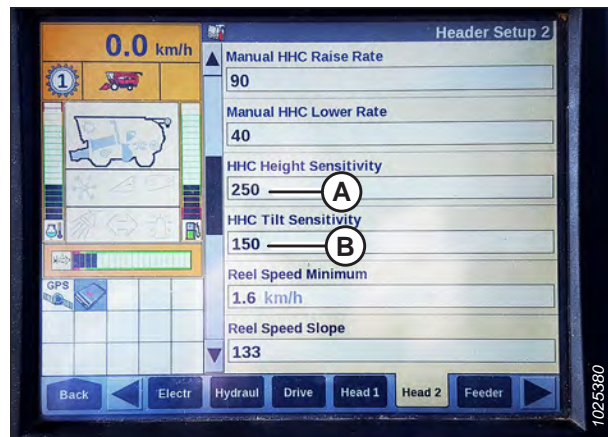 Header Setup 2
0.0 km/h
1
Manual HHC Raise Rate
90
Manual HHC Lower Rate
40
HHC Height Sensitivity
250
A
HHC Tilt Sensitivity
150
B
Reel Speed Minimum
1.6 km/h
Reel Speed Slope
133
GPS
Back
Electr
Hydraul
Drive
Head 1
Head 2
Feeder
1025380